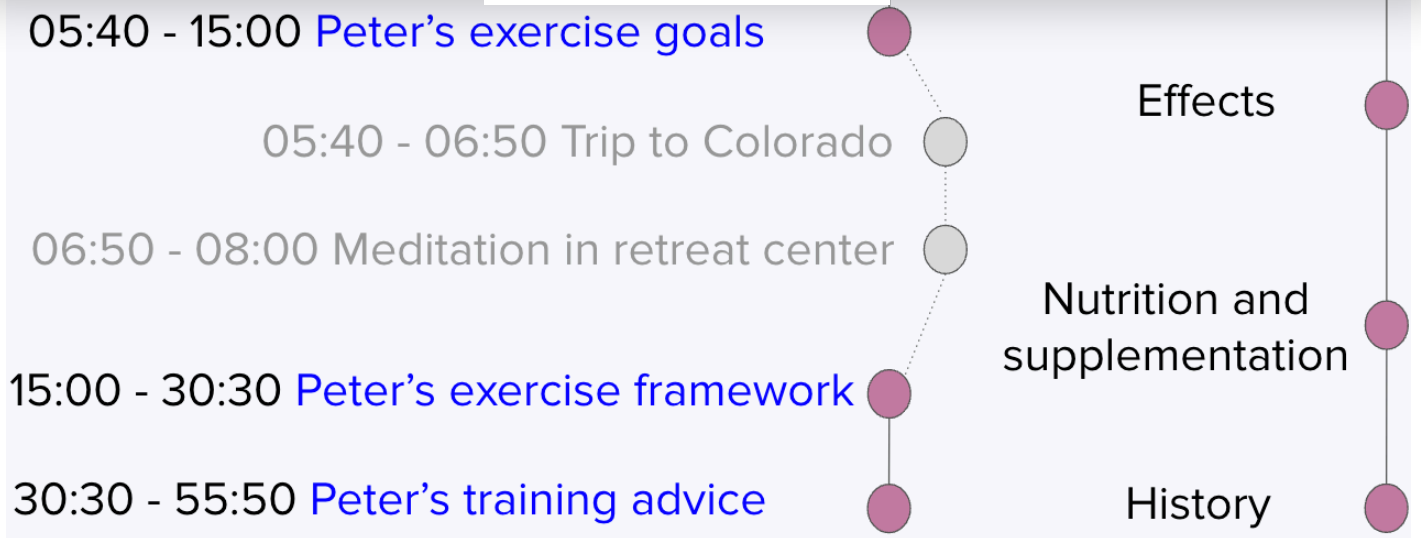 05:40 - 15:00 Peter’s exercise goals
05:40 - 06:50 Trip to Colorado
06:50 - 08:00 Meditation in retreat center
15:00 - 30:30 Peter’s exercise framework
30:30 - 55:50 Peter’s training advice
Effects
Nutrition and
supplementation
History